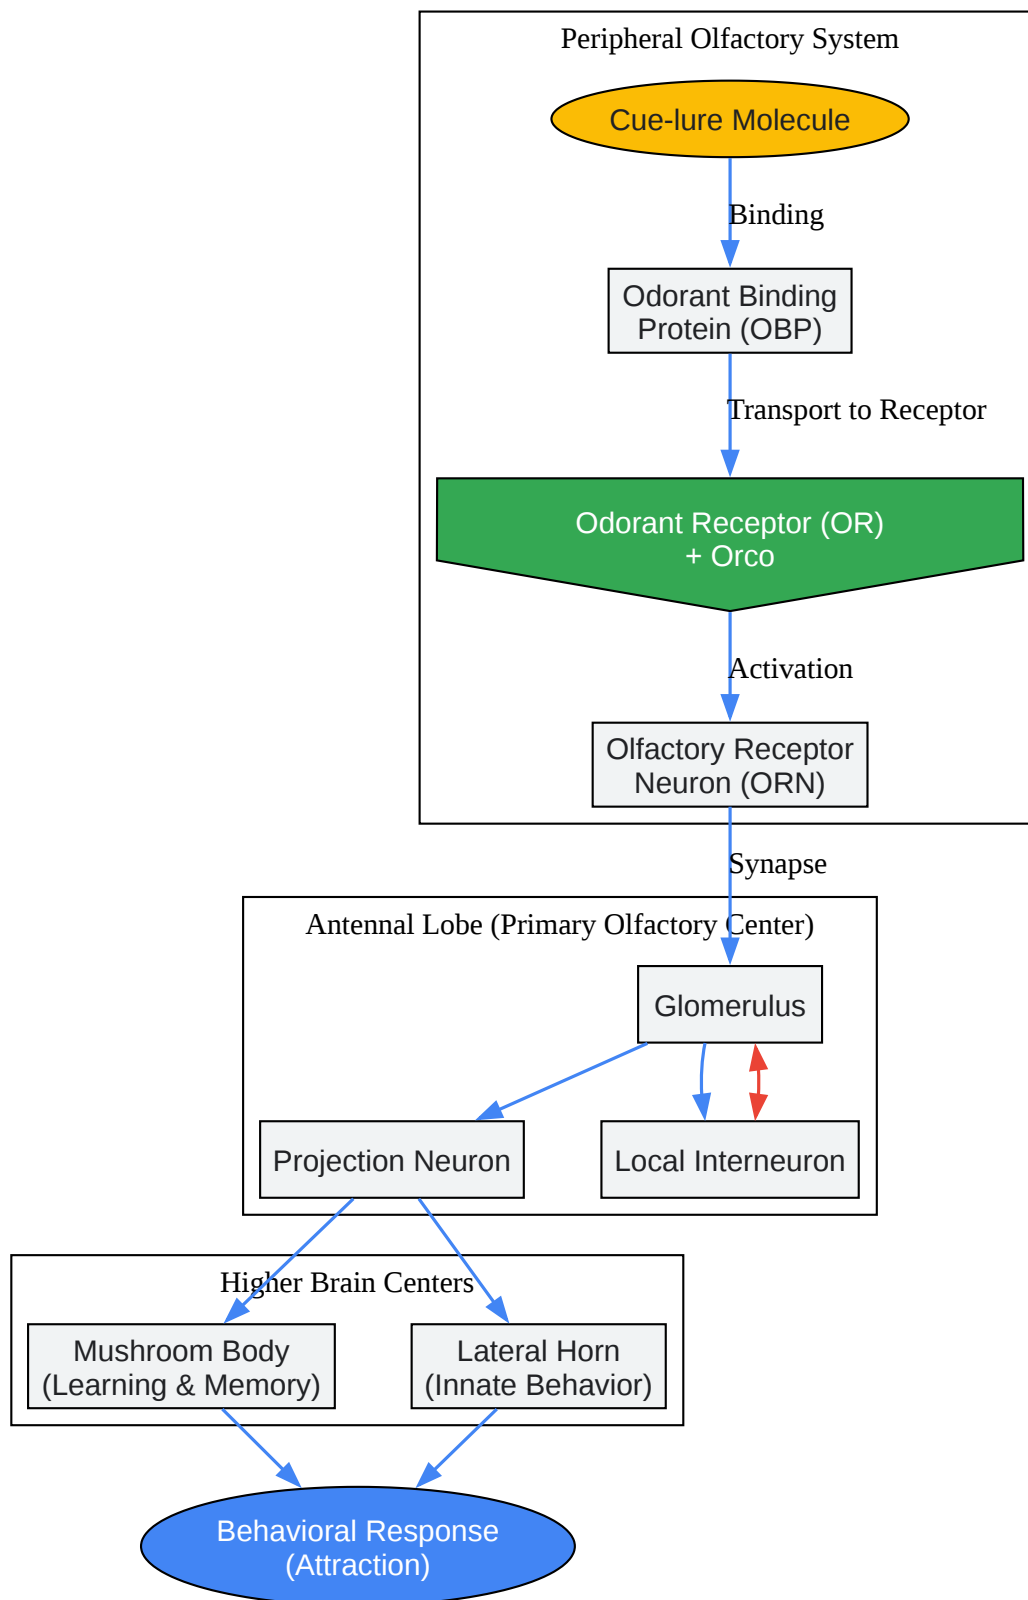 Peripheral Olfactory System
Cue-lure Molecule
Binding
Odorant Binding
Protein (OBP)
Transport to Receptor
Odorant Receptor (OR)
+ Orco
Activation
Olfactory Receptor
Neuron (ORN)
Synapse
Antennal Lobe (Primary Olfactory Center)
Glomerulus
Projection Neuron
Local Interneuron
Higher Brain Centers
Mushroom Body
(Learning & Memory)
Lateral Horn
(Innate Behavior)
Behavioral Response
(Attraction)